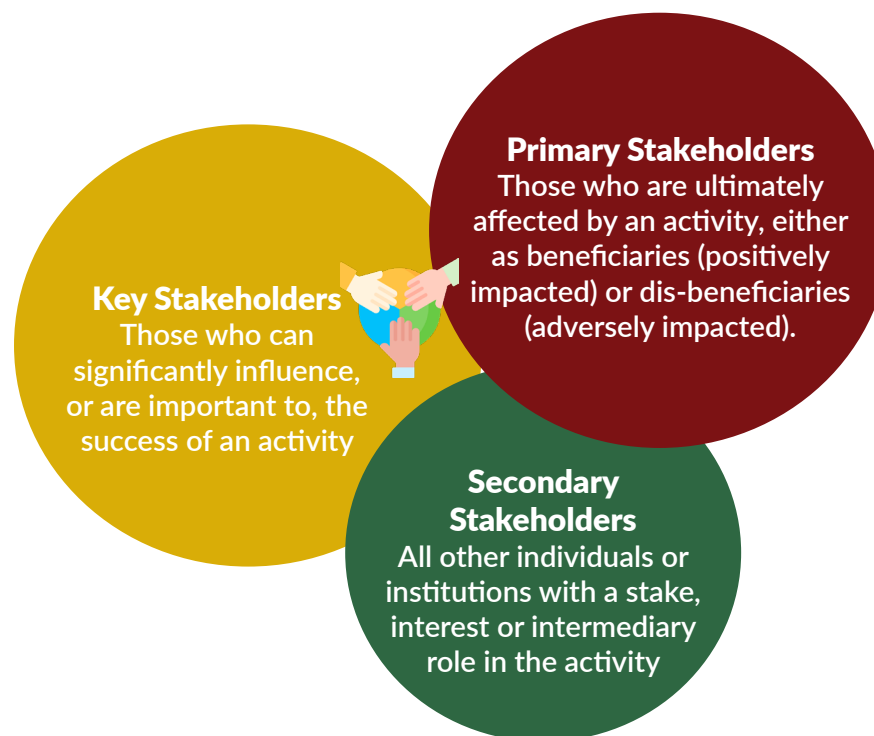 Primary Stakeholders
Those who are ultimately
affected by an activity, either
as beneficiaries (positively
impacted) or dis-beneficiaries
(adversely impacted).
Key Stakeholders
Those who can
significantly influence,
or are important to, the
success of an activity
Secondary
Stakeholders
All other individuals or
institutions with a stake,
interest or intermediary
role in the activity